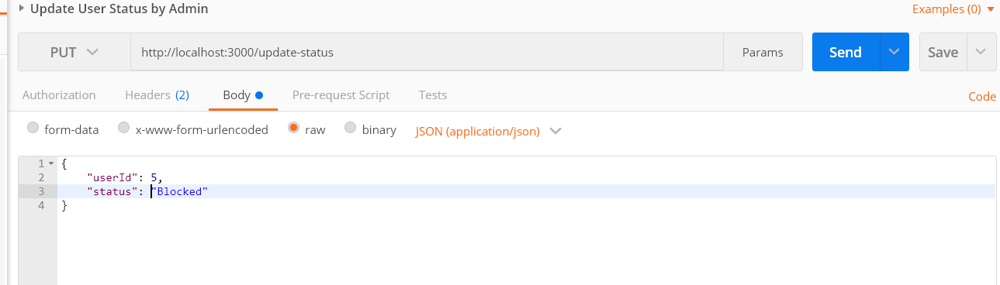 Update User Status by Admin
Examples (0)
PUT http://localhost:3000/update-status Params Send Save
Authorization Headers (2) Body Pre-request Script Tests Code
form-data x-www-form-urlencoded raw binary JSON (application/json)
1 {
2 "userId": 5,
3 "status": "Blocked"
4 }